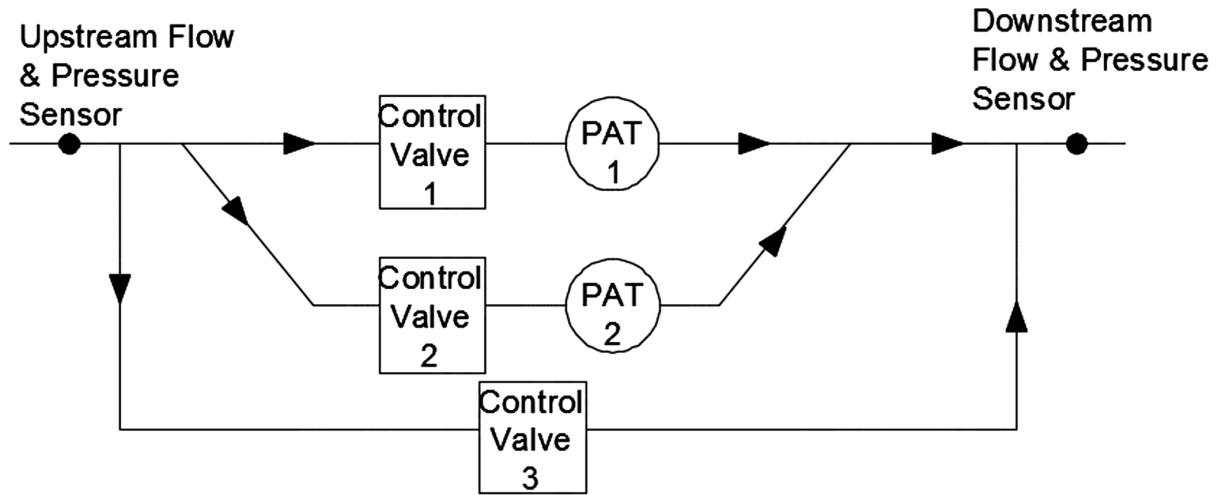 Upstream Flow
& Pressure
Sensor
Downstream
Flow & Pressure
Sensor
Control
Valve
1
PAT
1
Control
Valve
2
PAT
2
Control
Valve
3